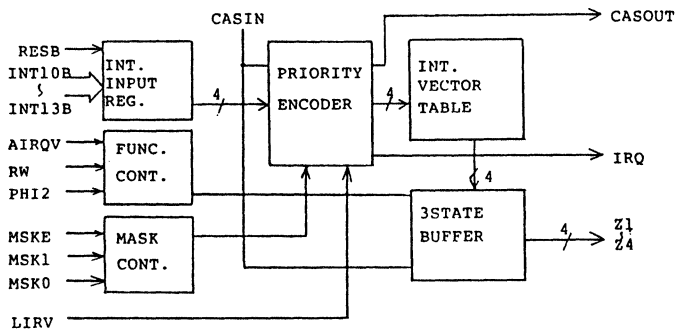 CASIN
CASOUT
RESB
INT10B
INT13B
INT.
INPUT
REG.
4
PRIORITY
ENCODER
4
INT.
VECTOR
TABLE
AIRQV
RW
PHI2
FUNC.
CONT.
IRQ
4
MSKE
MSK1
MSK0
MASK
CONT.
3STATE
BUFFER
4
Z1
Z4
LIRV